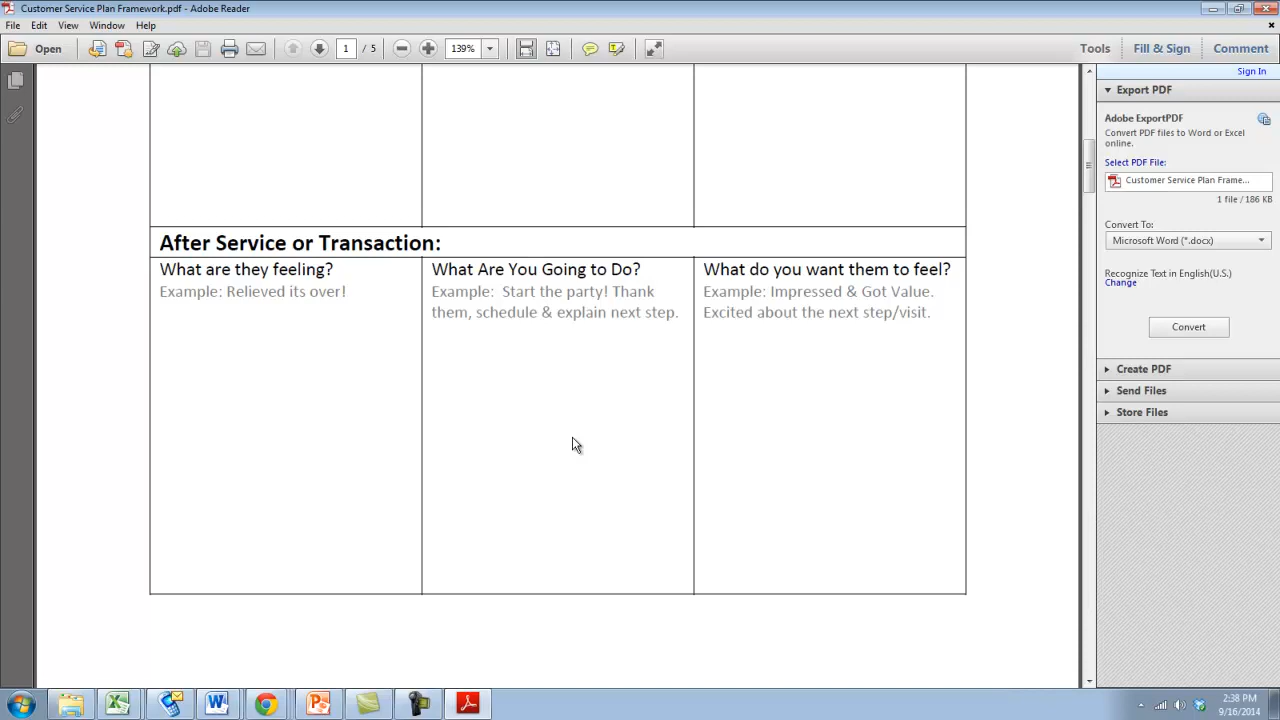 Customer Service Plan Framework.pdf - Adobe Reader
File Edit View Window Help
Open 1 / 5 139% Tools Fill & Sign Comment
Sign In
Export PDF
Adobe ExportPDF
Convert PDF files to Word or Excel
online.
Select PDF File:
Customer Service Plan Frame...
1 file / 186 KB
Convert To:
Microsoft Word (*.docx)
Recognize Text in English(U.S.)
Change
Convert
Create PDF
Send Files
Store Files
After Service or Transaction:
What are they feeling?
Example: Relieved its over!
What Are You Going to Do?
Example: Start the party! Thank
them, schedule & explain next step.
What do you want them to feel?
Example: Impressed & Got Value.
Excited about the next step/visit.
2:38 PM
9/16/2014